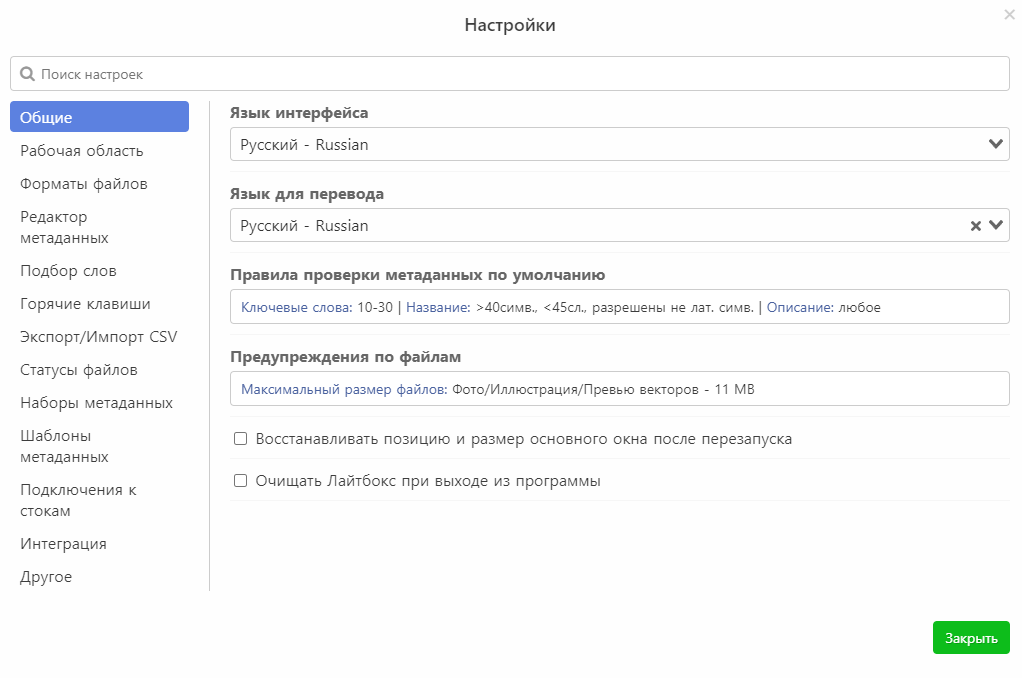 Настройки
Поиск настроек
Общие
Рабочая область
Форматы файлов
Редактор
метаданных
Подбор слов
Горячие клавиши
Экспорт/Импорт CSV
Статусы файлов
Наборы метаданных
Шаблоны
метаданных
Подключения к
стокам
Интеграция
Другое
Язык интерфейса
Русский - Russian
Язык для перевода
Русский - Russian
Правила проверки метаданных по умолчанию
Ключевые слова: 10-30 | Название: >40симв., <45сл., разрешены не лат. симв. | Описание: любое
Предупреждения по файлам
Максимальный размер файлов: Фото/Иллюстрация/Превью векторов - 11 MB
Восстанавливать позицию и размер основного окна после перезапуска
Очищать Лайтбокс при выходе из программы
Закрыть